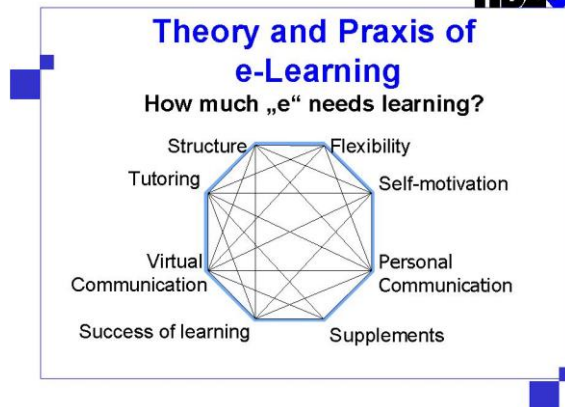 Theory and Praxis of
e-Learning
How much „e“ needs learning?
Structure
Flexibility
Tutoring
Self-motivation
Virtual
Communication
Personal
Communication
Success of learning
Supplements